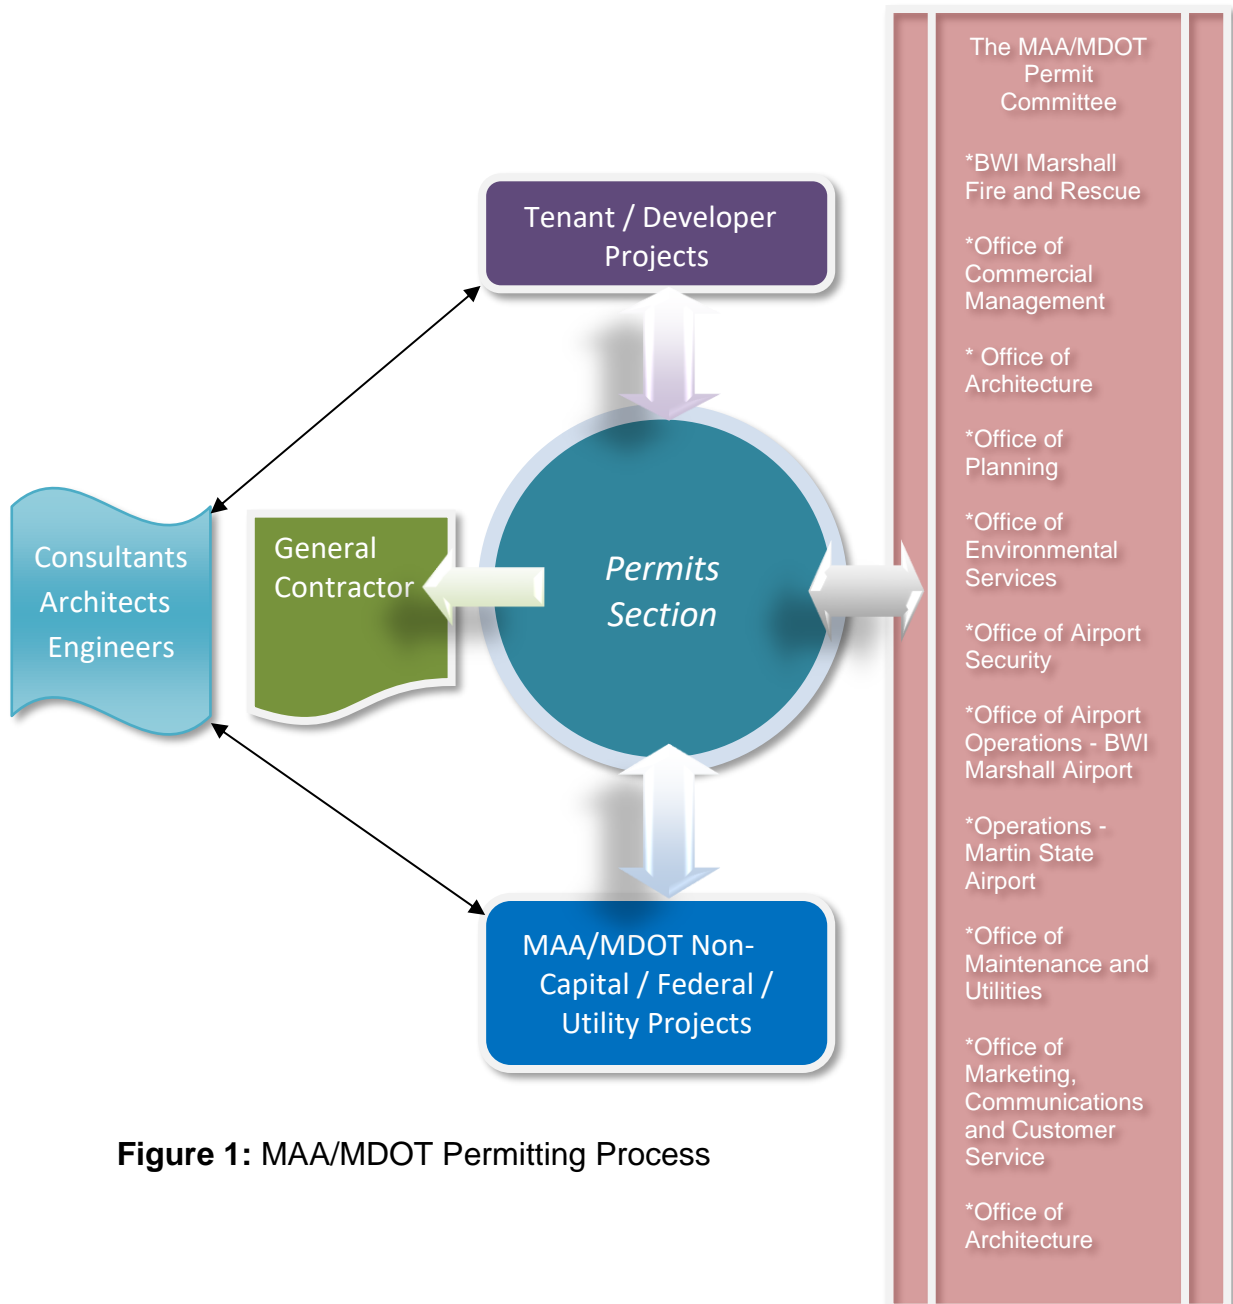 The MAA/MDOT
Permit
Committee
*BWI Marshall
Fire and Rescue
*Office of
Commercial
Management
* Office of
Architecture
*Office of
Planning
*Office of
Environmental
Services
*Office of Airport
Security
*Office of Airport
Operations - BWI
Marshall Airport
*Operations -
Martin State
Airport
*Office of
Maintenance and
Utilities
*Office of
Marketing,
Communications
and Customer
Service
*Office of
Architecture
Tenant / Developer
Projects
Consultants
Architects
Engineers
General
Contractor
Permits
Section
MAA/MDOT Non-
Capital / Federal /
Utility Projects
Figure 1: MAA/MDOT Permitting Process